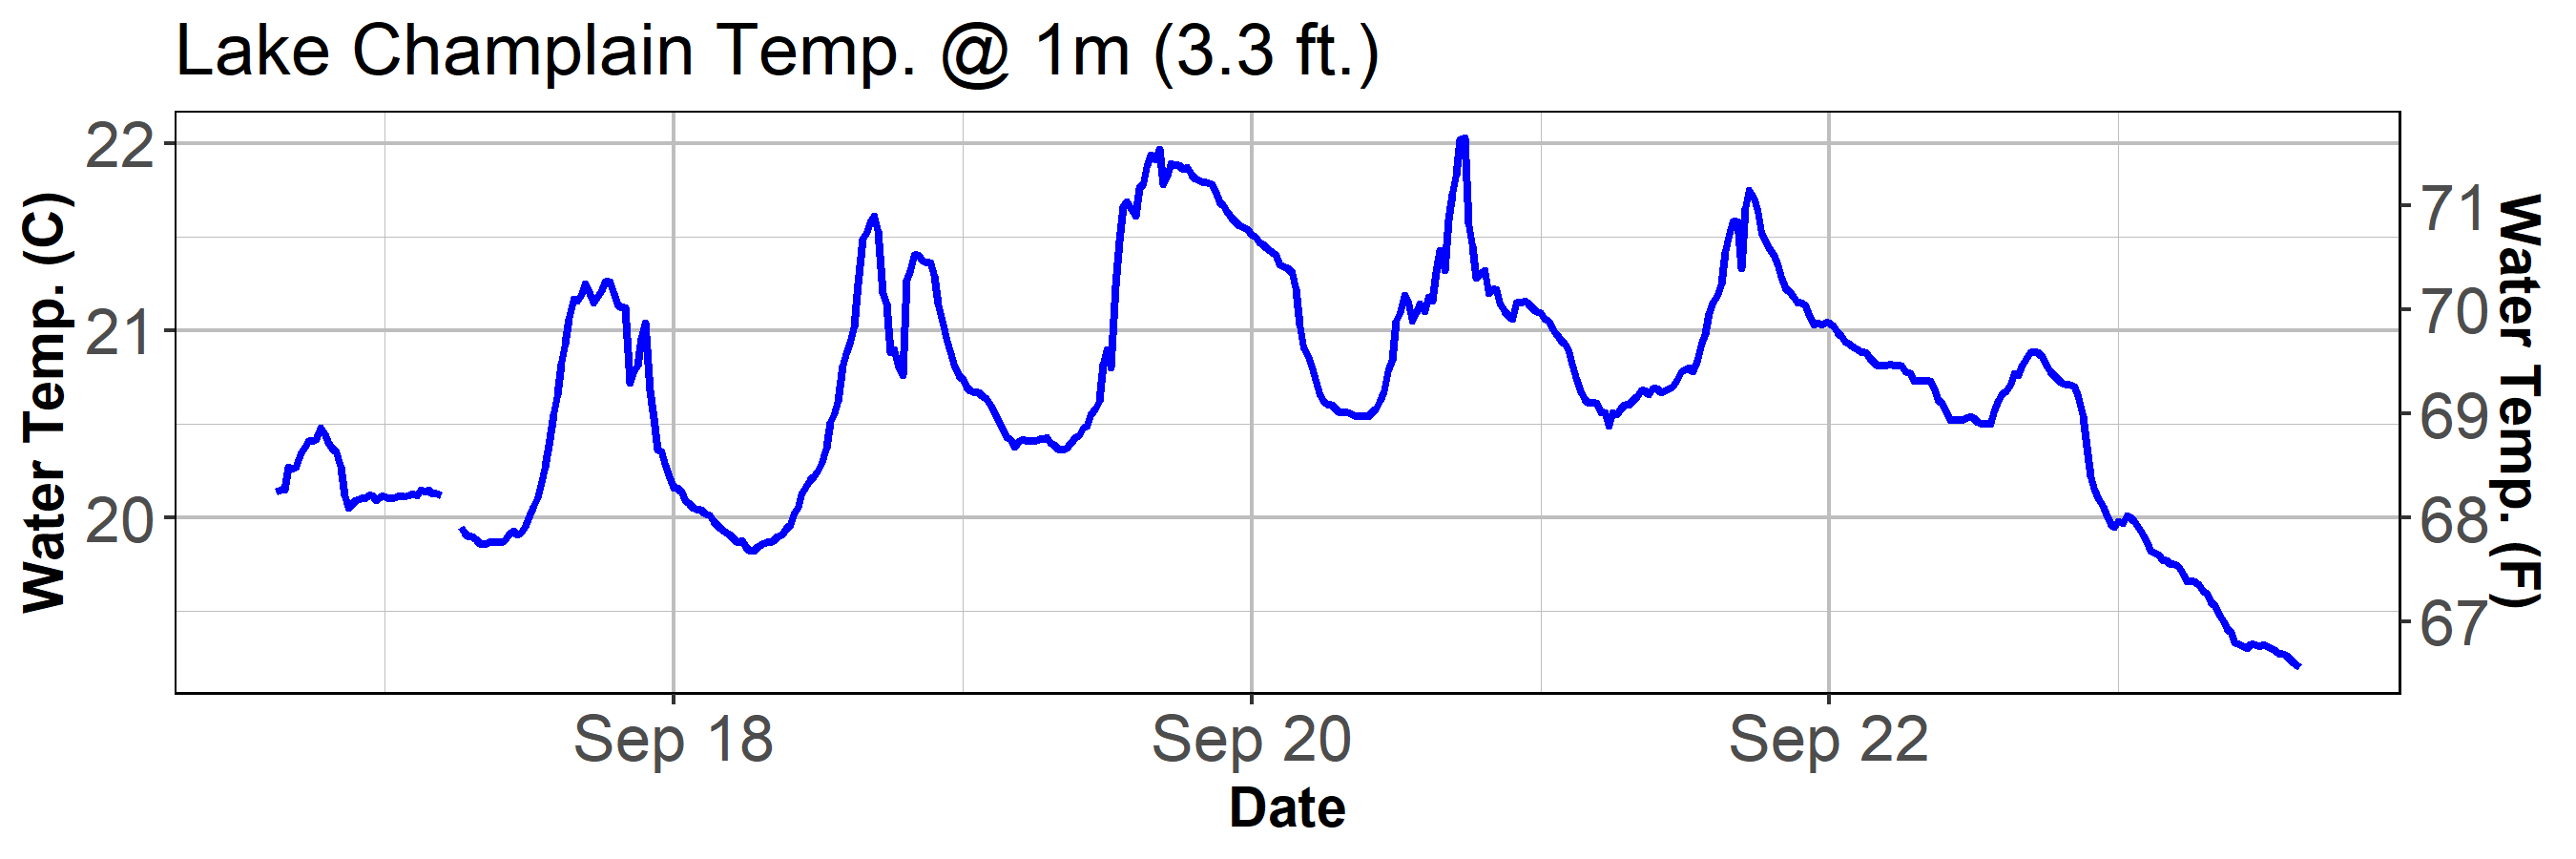 Lake Champlain Temp. @ 1m (3.3 ft.)
Water Temp. (C)
22
21
20
71
70
69
68
67
Water Temp. (F)
Sep 18 Sep 20 Sep 22
Date